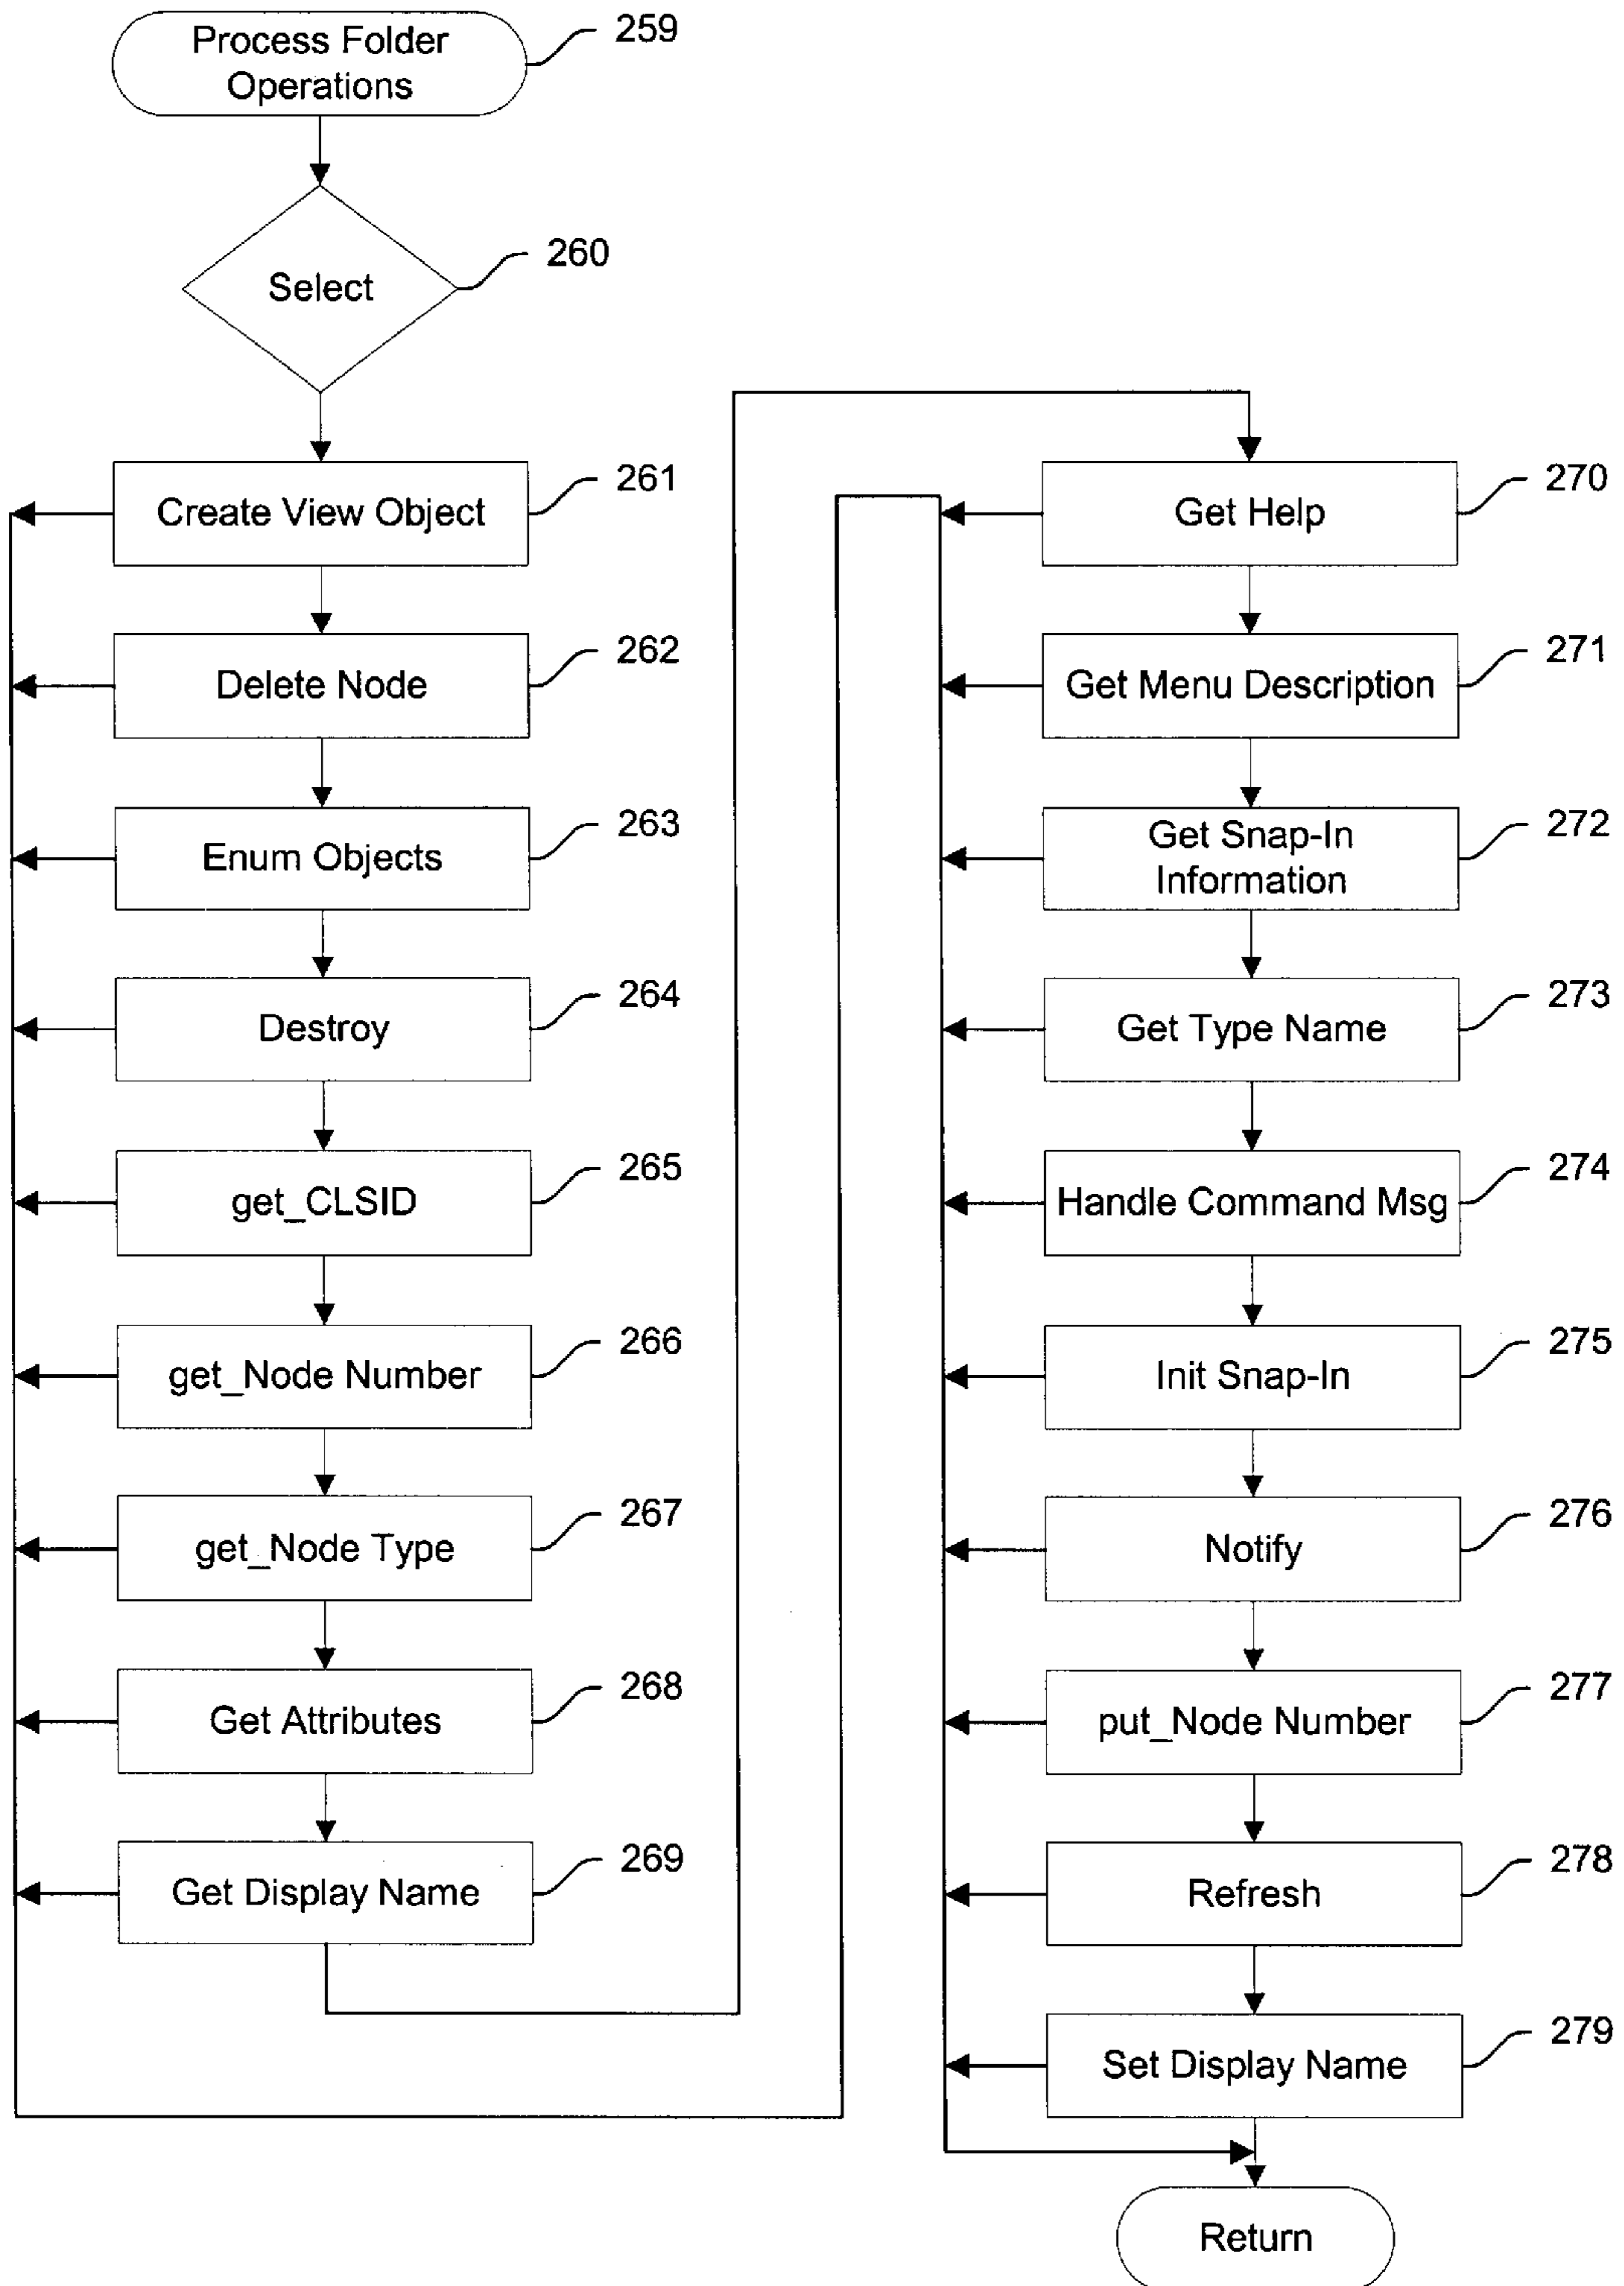 Process Folder
Operations
259
Select
260
Create View Object
261
Delete Node
262
Enum Objects
263
Destroy
264
get_CLSID
265
get_Node Number
266
get_Node Type
267
Get Attributes
268
Get Display Name
269
Get Help
270
Get Menu Description
271
Get Snap-In
Information
272
Get Type Name
273
Handle Command Msg
274
Init Snap-In
275
Notify
276
put_Node Number
277
Refresh
278
Set Display Name
279
Return